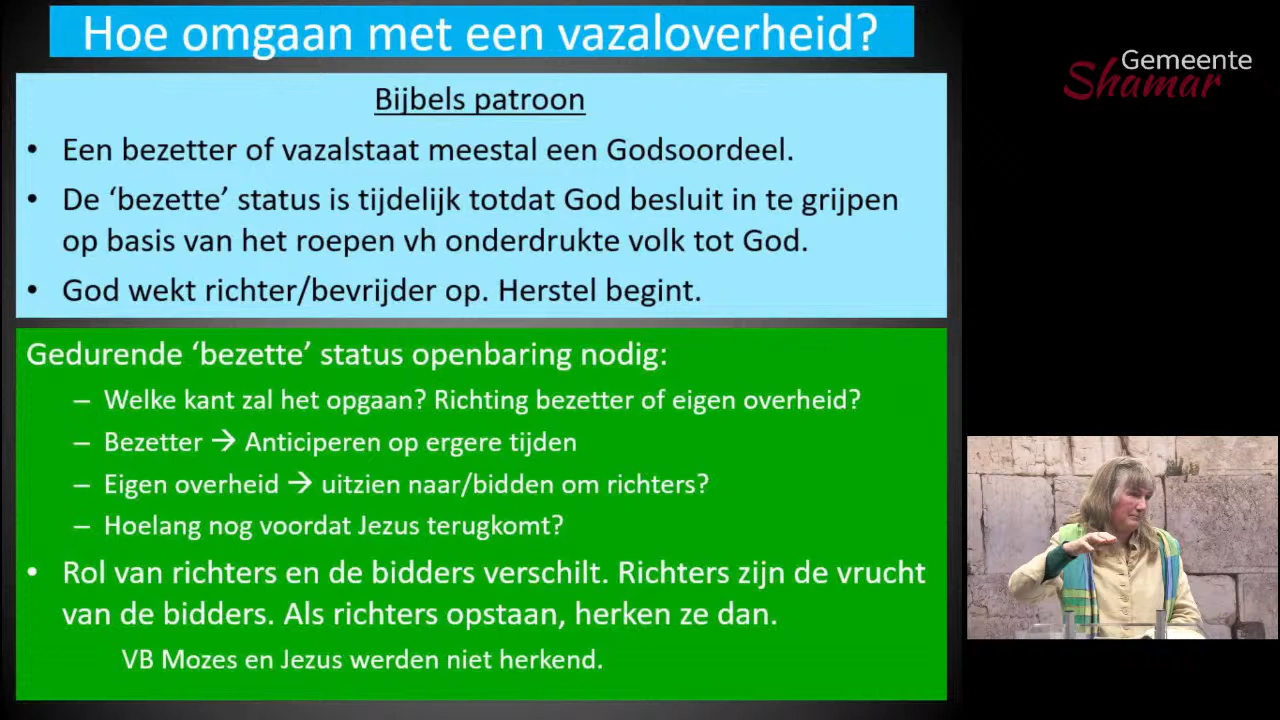 Hoe omgaan met een vazaloverheid?
Gemeente
Shamar
Bijbels patroon
• Een bezetter of vazalstaat meestal een Godsoordeel.
• De ‘bezette’ status is tijdelijk totdat God besluit in te grijpen
op basis van het roepen vh onderdrukte volk tot God.
• God wekt richter/bevrijder op. Herstel begint.
Gedurende ‘bezette’ status openbaring nodig:
– Welke kant zal het opgaan? Richting bezetter of eigen overheid?
– Bezetter → Anticiperen op ergere tijden
– Eigen overheid → uitzien naar/bidden om richters?
– Hoelang nog voordat Jezus terugkomt?
• Rol van richters en de bidders verschilt. Richters zijn de vrucht
van de bidders. Als richters opstaan, herken ze dan.
VB Mozes en Jezus werden niet herkend.